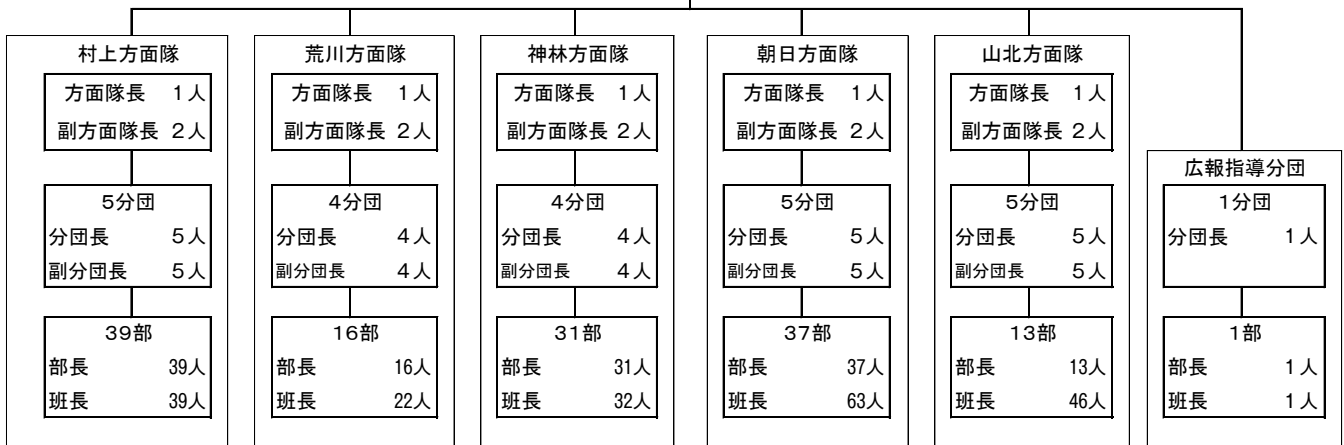 村上方面隊
方面隊長 1人
副方面隊長 2人
5分団
分団長 5人
副分団長 5人
39部
部長 39人
班長 39人
荒川方面隊
方面隊長 1人
副方面隊長 2人
4分団
分団長 4人
副分団長 4人
16部
部長 16人
班長 22人
神林方面隊
方面隊長 1人
副方面隊長 2人
4分団
分団長 4人
副分団長 4人
31部
部長 31人
班長 32人
朝日方面隊
方面隊長 1人
副方面隊長 2人
5分団
分団長 5人
副分団長 5人
37部
部長 37人
班長 63人
山北方面隊
方面隊長 1人
副方面隊長 2人
5分団
分団長 5人
副分団長 5人
13部
部長 13人
班長 46人
広報指導分団
1分団
分団長 1人
1部
部長 1人
班長 1人